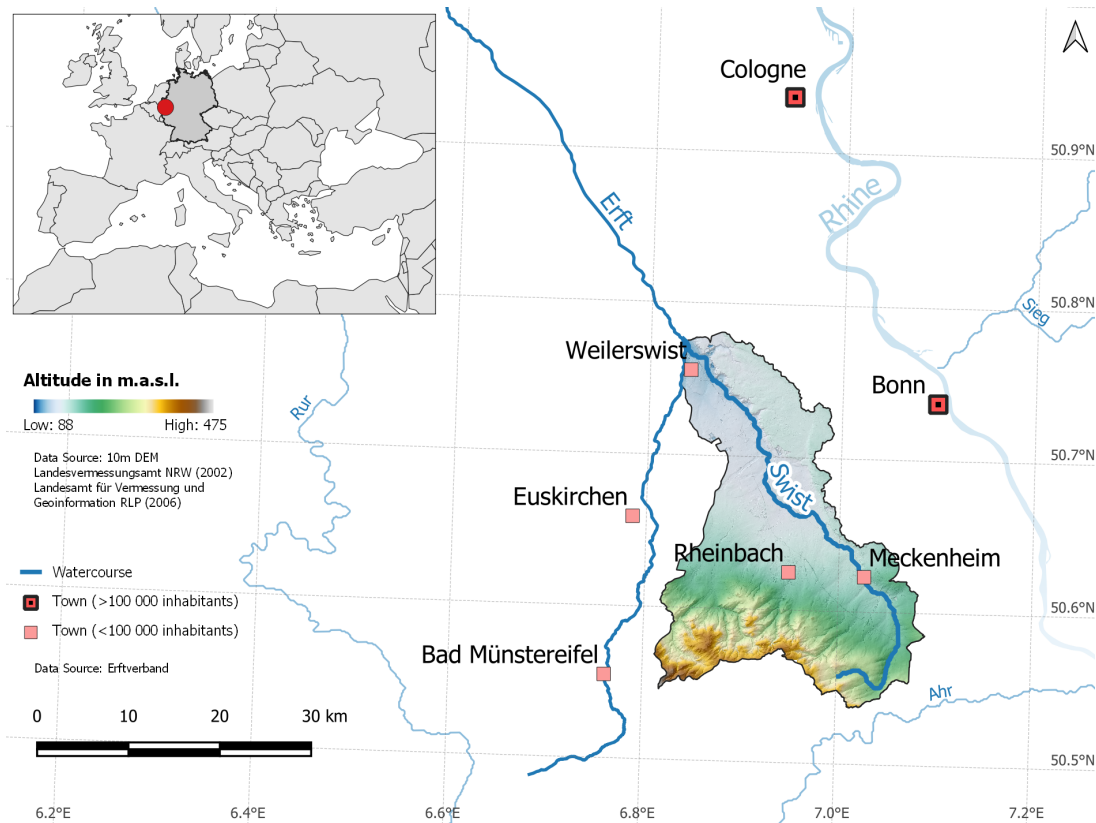 Cologne
50.9°N
Rhine
Erft
50.8°N
Sieg
Weilerswist
Altitude in m.a.s.l.
Bonn
Low: 88
High: 475
Rur
Data Source: 10m DEM
Landesvermessungsamt NRW (2002)
Landesamt für Vermessung und
Geoinformation RLP (2006)
50.7°N
Swist
Euskirchen
Rheinbach
Meckenheim
Watercourse
Town (>100 000 inhabitants)
50.6°N
Town (<100 000 inhabitants)
Bad Münstereifel
Data Source: Erftverband
Ahr
0 10 20 30 km
50.5°N
6.2°E 6.4°E 6.6°E 6.8°E 7.0°E 7.2°E